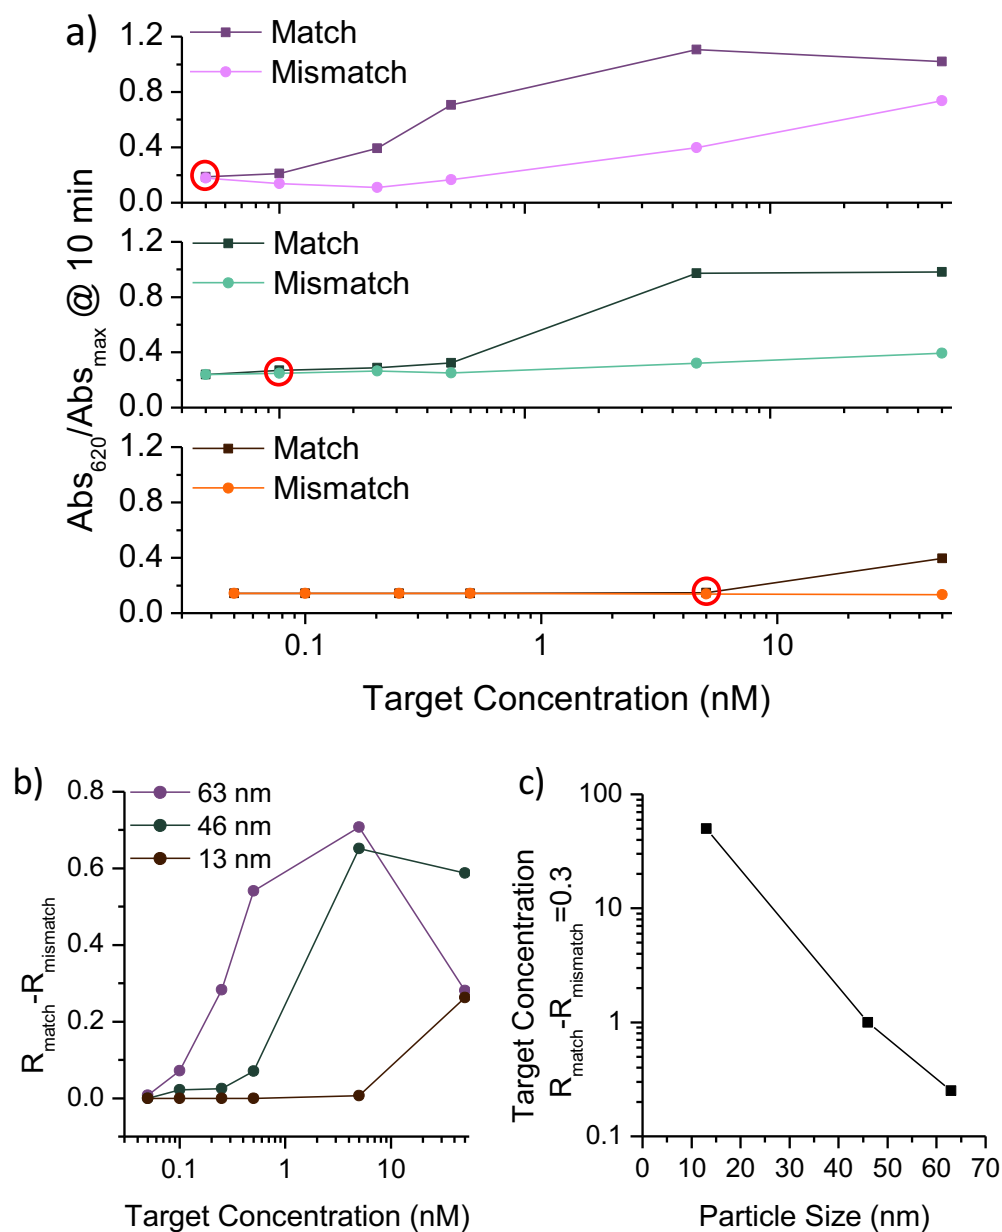 a)
1.2
0.8
0.4
0.0
Match
Mismatch
1.2
0.8
0.4
0.0
Match
Mismatch
1.2
0.8
0.4
0.0
Match
Mismatch
Abs620/Absmax @ 10 min
0.1 1 10
Target Concentration (nM)
b)
0.8
0.6
0.4
0.2
0.0
63 nm
46 nm
13 nm
Rmatch-Rmismatch
0.1 1 10
Target Concentration (nM)
c)
100
10
1
0.1
Target Concentration
Rmatch-Rmismatch=0.3
0 10 20 30 40 50 60 70
Particle Size (nm)